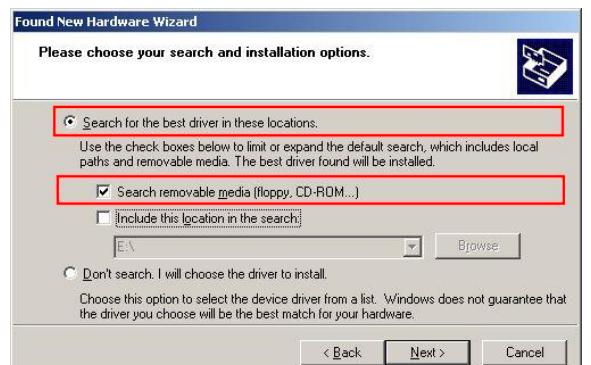 Found New Hardware Wizard
Please choose your search and installation options.
Search for the best driver in these locations.
Use the check boxes below to limit or expand the default search, which includes local
paths and removable media. The best driver found will be installed.
Search removable media (floppy, CD-ROM...)
Include this location in the search:
E:\
Browse
Don't search. I will choose the driver to install.
Choose this option to select the device driver from a list. Windows does not guarantee that
the driver you choose will be the best match for your hardware.
< Back Next > Cancel